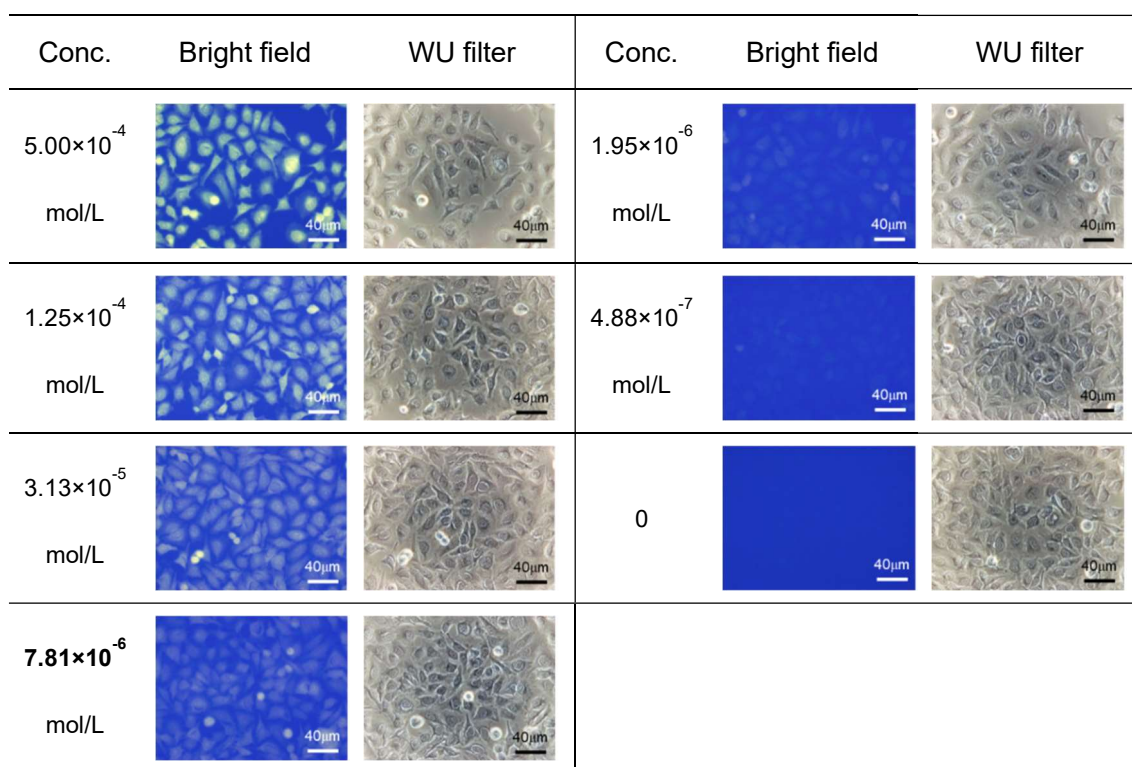 Conc. Bright field WU filter Conc. Bright field WU filter
5.00×10⁻⁴ mol/L 40μm 40μm 1.95×10⁻⁶ mol/L 40μm 40μm
1.25×10⁻⁴ mol/L 40μm 40μm 4.88×10⁻⁷ mol/L 40μm 40μm
3.13×10⁻⁵ mol/L 40μm 40μm 0 40μm 40μm
7.81×10⁻⁶ mol/L 40μm 40μm